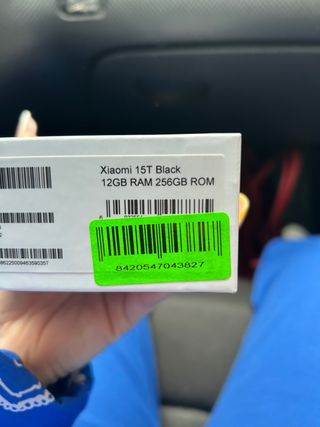 Xiaomi 15T Black
12GB RAM 256GB ROM
8420547043827